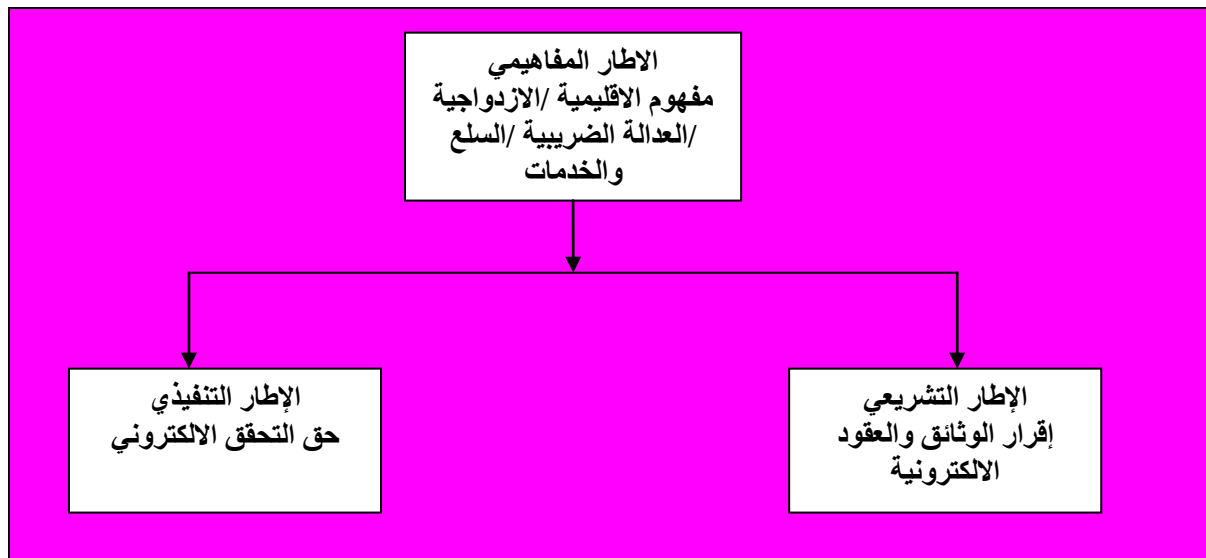 الاطار المفاهيمي
مفهوم الاقليمية /الازدواجية
/العدالة الضريبية /السلع
والخدمات
الإطار التشريعي
إقرار الوثائق والعقود
الالكترونية
الإطار التنفيذي
حق التحقق الالكتروني